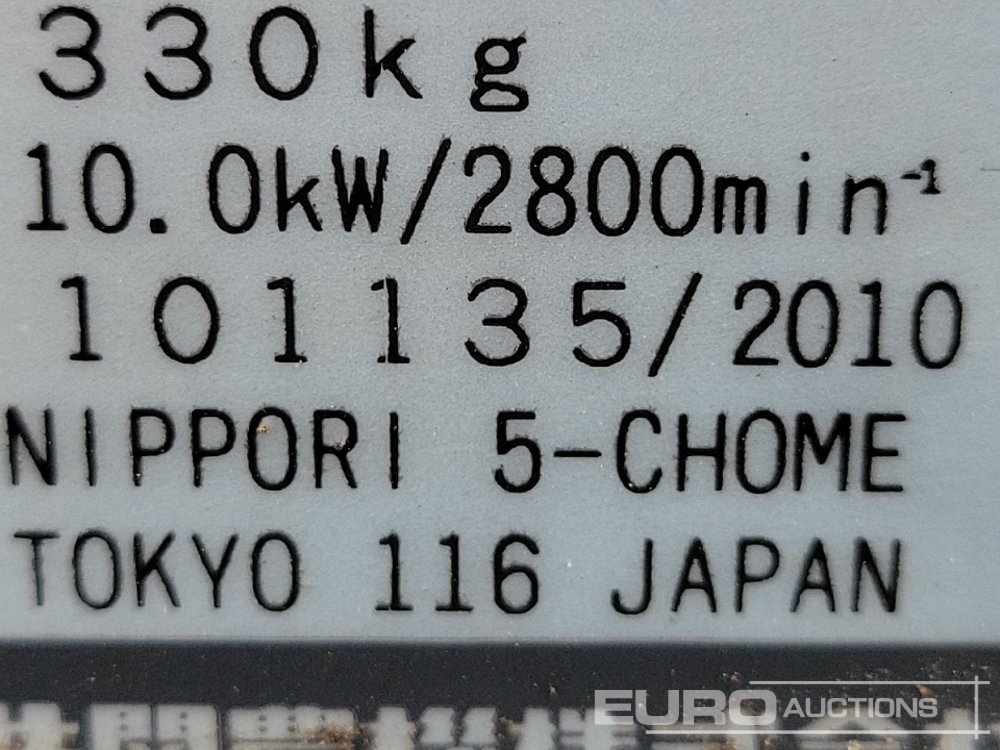 330kg
10.0kW/2800min⁻¹
101135/2010
NIPPORI 5-CHOME
TOKYO 116 JAPAN
EURO AUCTIONS